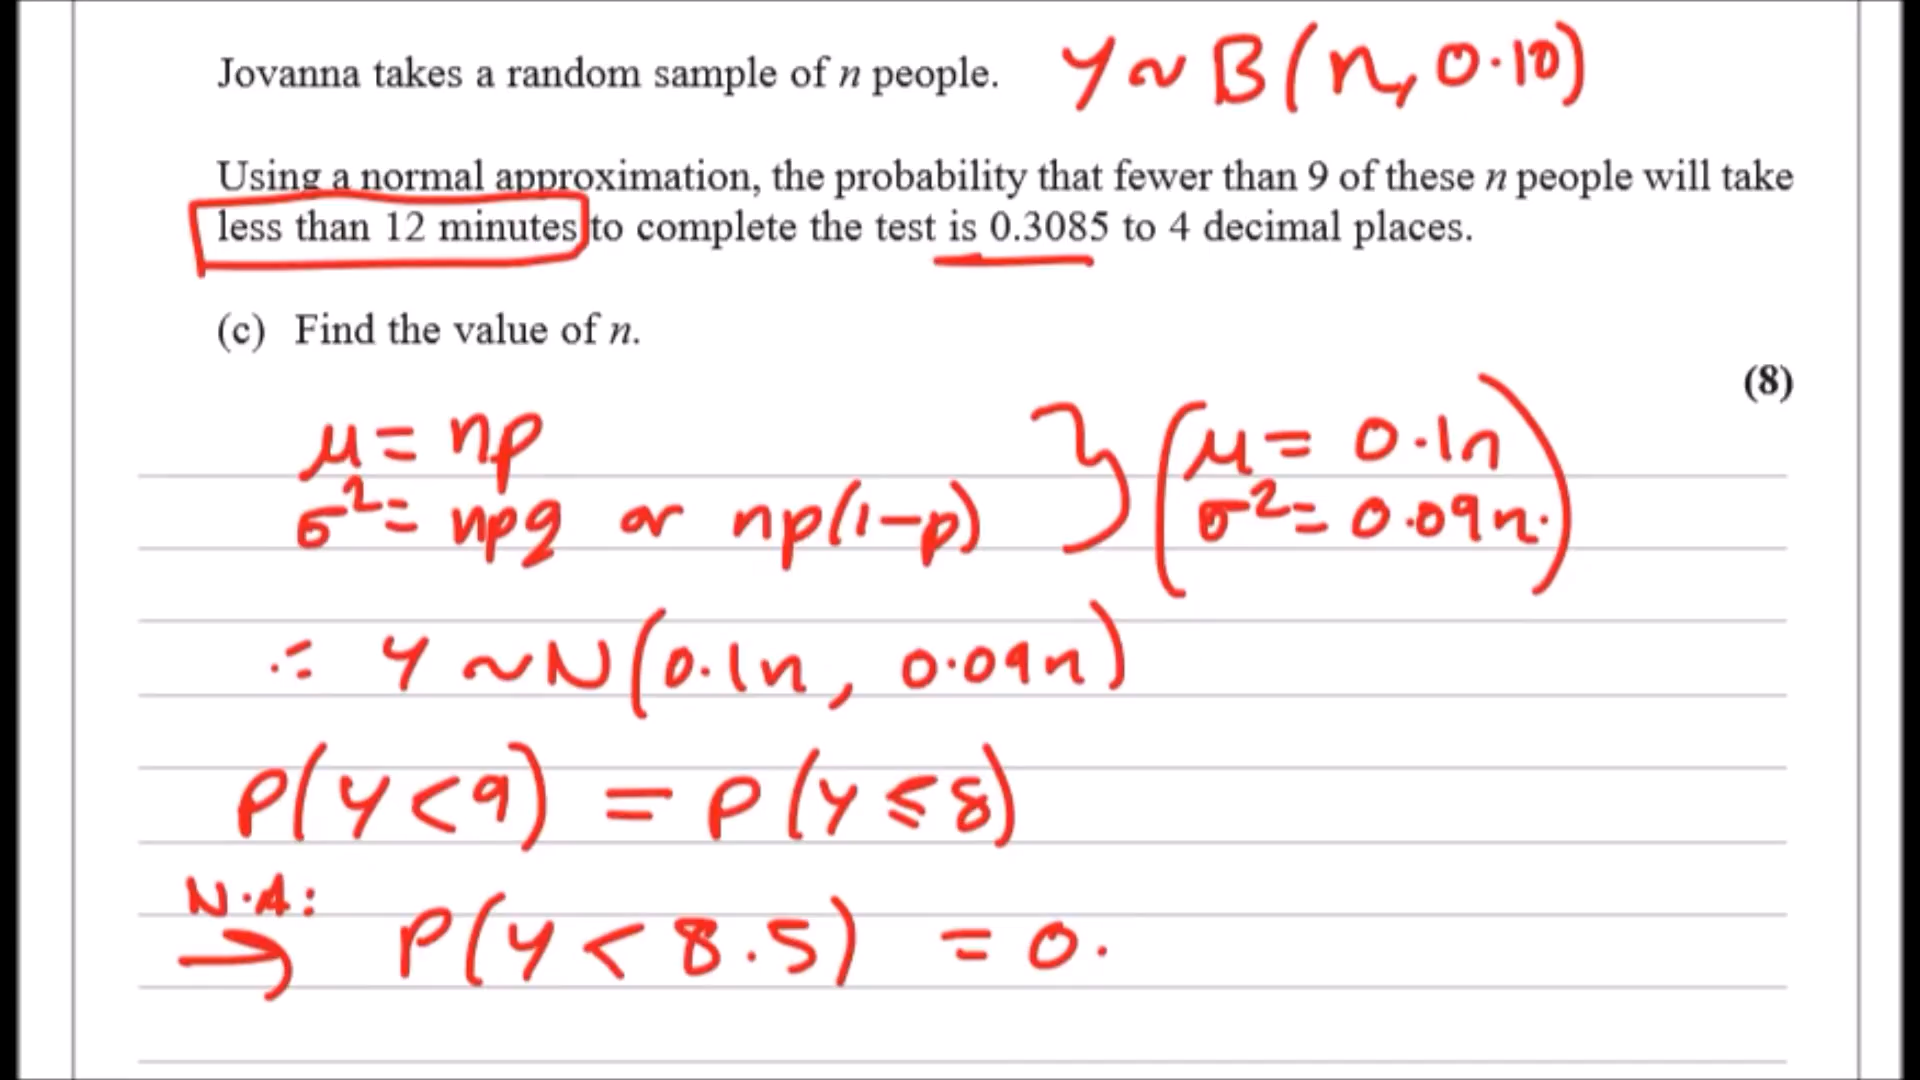 Jovanna takes a random sample of n people. Y ~ B(n, 0.10)
Using a normal approximation, the probability that fewer than 9 of these n people will take
less than 12 minutes to complete the test is 0.3085 to 4 decimal places.
(c) Find the value of n.
(8)
μ = np } ( μ = 0.1n
σ² = npq or np(1-p) σ² = 0.09n. )
∴ Y ~ N(0.1n, 0.09n)
P(Y < 9) = P(Y ≤ 8)
N.A:
→ P(Y < 8.5) = 0.